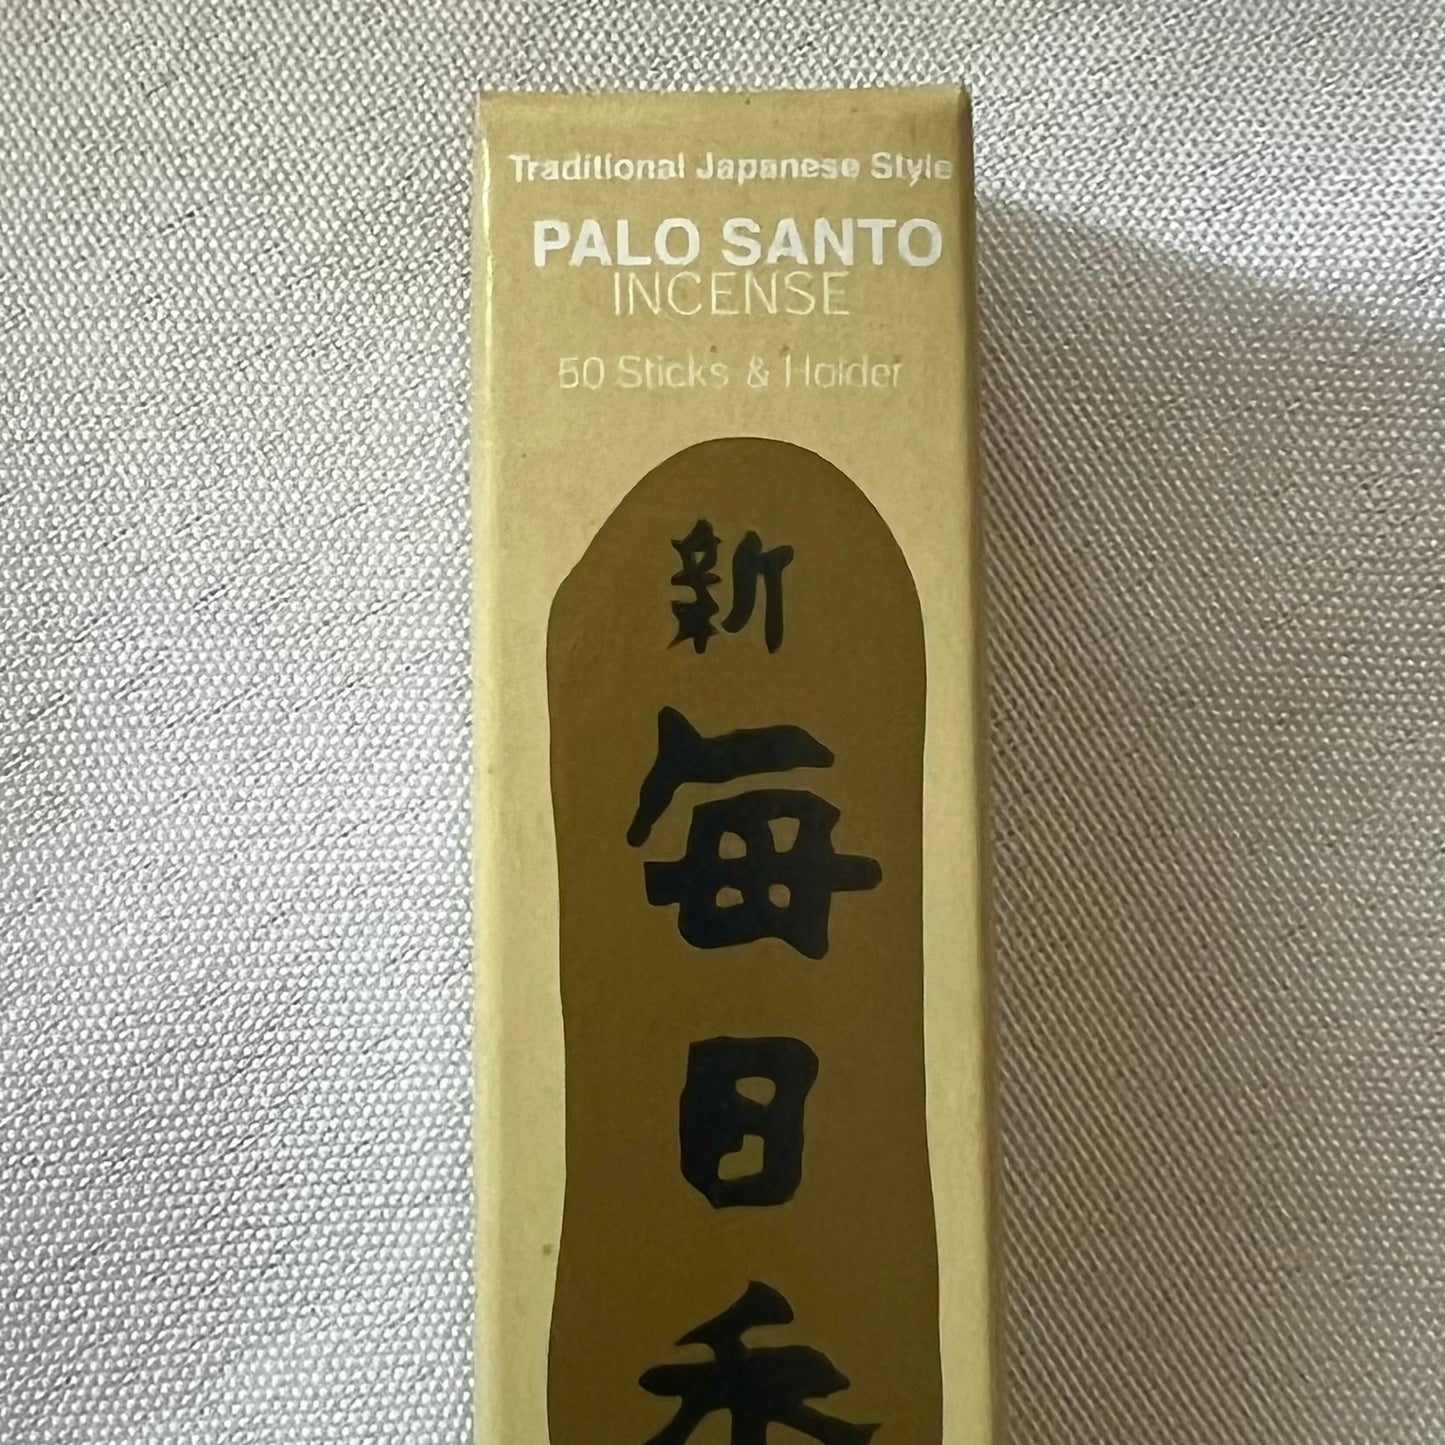 Traditional Japanese Style
PALO SANTO
INCENSE
50 Sticks & Holder
新
毎
日